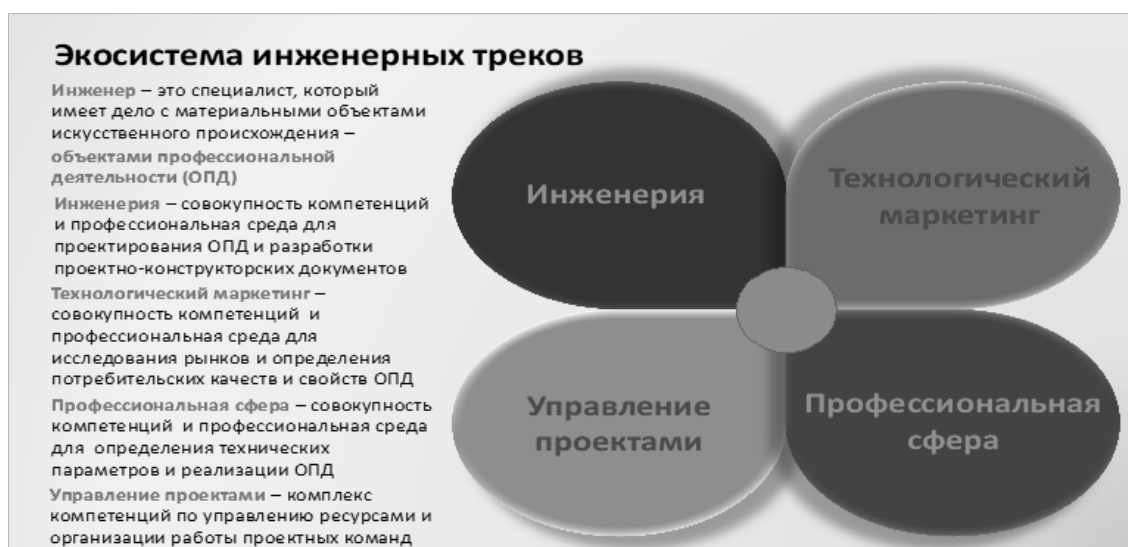 Экосистема инженерных треков
Инженер – это специалист, который
имеет дело с материальными объектами
искусственного происхождения –
объектами профессиональной
деятельности (ОПД)
Инженерия – совокупность компетенций
и профессиональная среда для
проектирования ОПД и разработки
проектно-конструкторских документов
Технологический маркетинг –
совокупность компетенций и
профессиональная среда для
исследования рынков и определения
потребительских качеств и свойств ОПД
Профессиональная сфера – совокупность
компетенций и профессиональная среда
для определения технических
параметров и реализации ОПД
Управление проектами – комплекс
компетенций по управлению ресурсами и
организации работы проектных команд
Инженерия
Технологический
маркетинг
Управление
проектами
Профессиональная
сфера